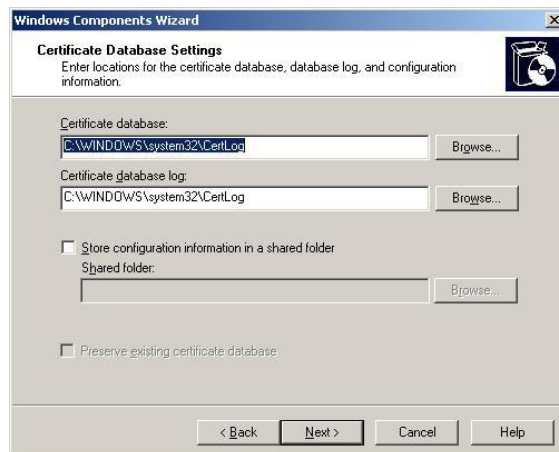 Windows Components Wizard
Certificate Database Settings
Enter locations for the certificate database, database log, and configuration
information.
Certificate database:
C:\WINDOWS\system32\CertLog
Browse...
Certificate database log:
C:\WINDOWS\system32\CertLog
Browse...
Store configuration information in a shared folder
Shared folder:
Browse...
Preserve existing certificate database
< Back Next > Cancel Help